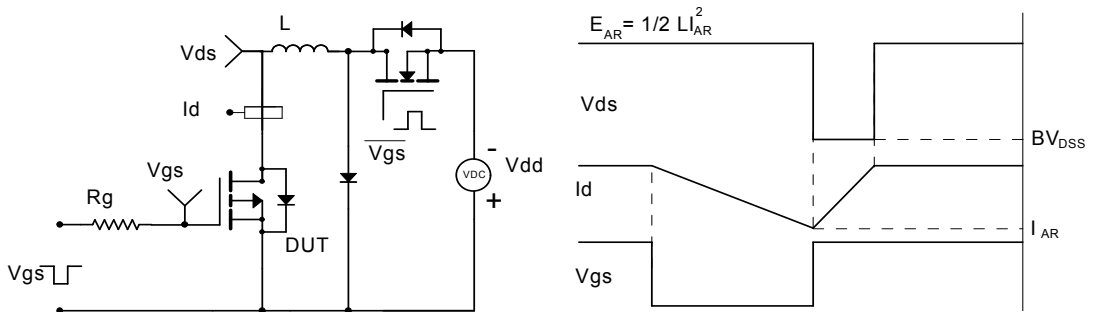 L
Vds
Id
Vgs
Vgs
Rg
DUT
Vgs
-
VDC
Vdd
+
E_AR = 1/2 LI_AR^2
Vds
BV_DSS
Id
I_AR
Vgs